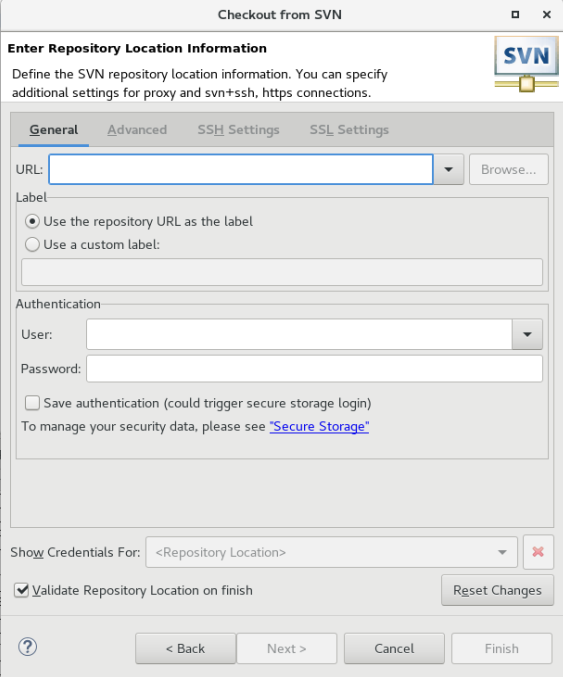 Checkout from SVN
Enter Repository Location Information
Define the SVN repository location information. You can specify
additional settings for proxy and svn+ssh, https connections.
SVN
General Advanced SSH Settings SSL Settings
URL: Browse...
Label
Use the repository URL as the label
Use a custom label:
Authentication
User:
Password:
Save authentication (could trigger secure storage login)
To manage your security data, please see "Secure Storage"
Show Credentials For: <Repository Location>
Validate Repository Location on finish Reset Changes
? < Back Next > Cancel Finish